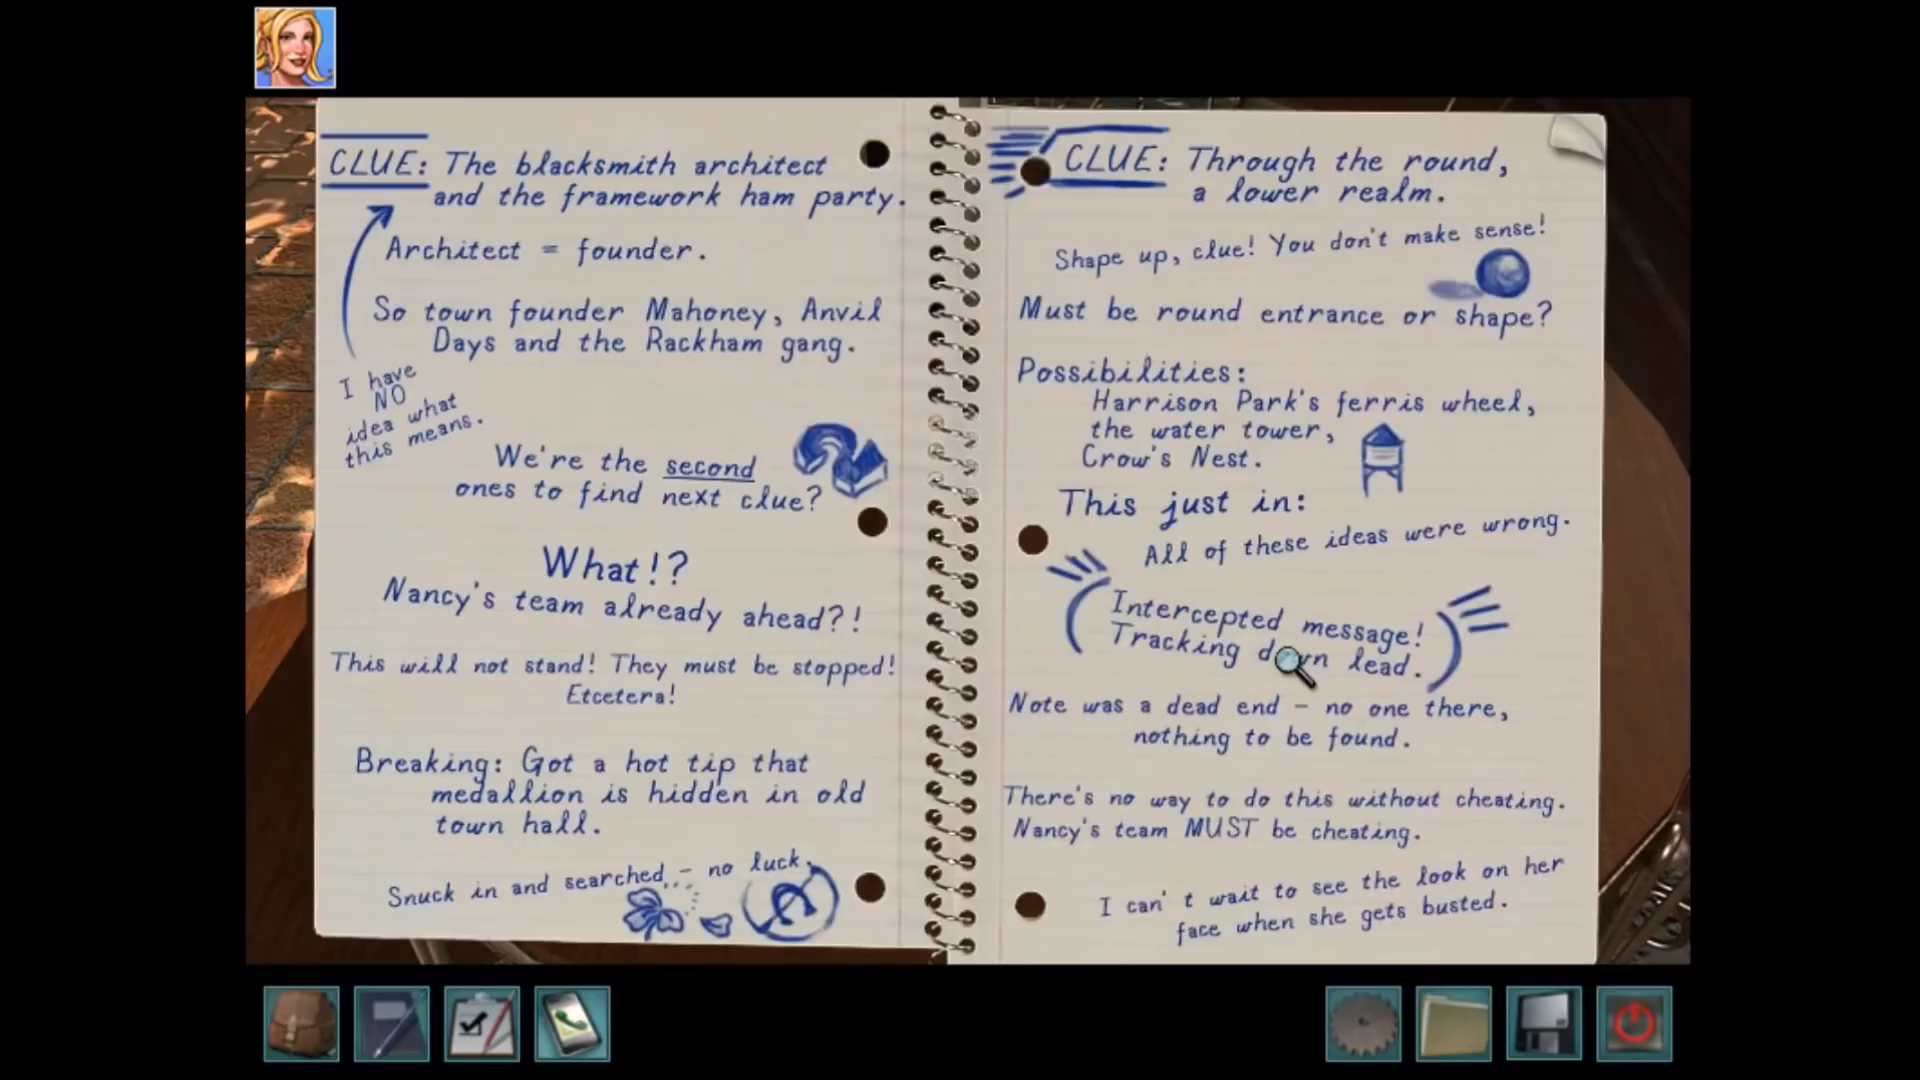 CLUE: The blacksmith architect
and the framework ham party.
Architect = founder.
So town founder Mahoney, Anvil
Days and the Rackham gang.
I have
NO
idea what
this means.
We're the second
ones to find next clue?
What!?
Nancy's team already ahead?!
This will not stand! They must be stopped!
Etcetera!
Breaking: Got a hot tip that
medallion is hidden in old
town hall.
Snuck in and searched - no luck.
CLUE: Through the round,
a lower realm.
Shape up, clue! You don't make sense!
Must be round entrance or shape?
Possibilities:
Harrison Park's ferris wheel,
the water tower,
Crow's Nest.
This just in:
All of these ideas were wrong.
Intercepted message!
Tracking down lead.
Note was a dead end - no one there,
nothing to be found.
There's no way to do this without cheating.
Nancy's team MUST be cheating.
I can't wait to see the look on her
face when she gets busted.